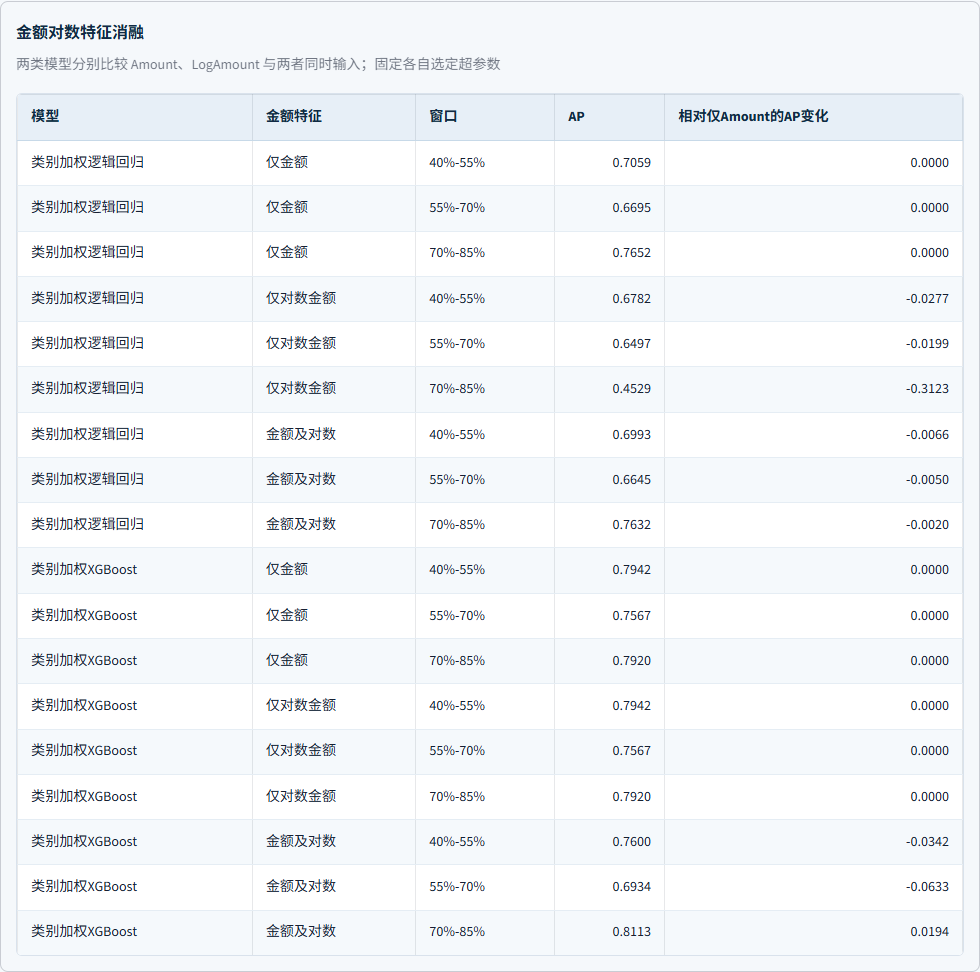 金额对数特征消融
两类模型分别比较 Amount、LogAmount 与两者同时输入；固定各自选定超参数
模型 金额特征 窗口 AP 相对仅Amount的AP变化
类别加权逻辑回归 仅金额 40%-55% 0.7059 0.0000
类别加权逻辑回归 仅金额 55%-70% 0.6695 0.0000
类别加权逻辑回归 仅金额 70%-85% 0.7652 0.0000
类别加权逻辑回归 仅对数金额 40%-55% 0.6782 -0.0277
类别加权逻辑回归 仅对数金额 55%-70% 0.6497 -0.0199
类别加权逻辑回归 仅对数金额 70%-85% 0.4529 -0.3123
类别加权逻辑回归 金额及对数 40%-55% 0.6993 -0.0066
类别加权逻辑回归 金额及对数 55%-70% 0.6645 -0.0050
类别加权逻辑回归 金额及对数 70%-85% 0.7632 -0.0020
类别加权XGBoost 仅金额 40%-55% 0.7942 0.0000
类别加权XGBoost 仅金额 55%-70% 0.7567 0.0000
类别加权XGBoost 仅金额 70%-85% 0.7920 0.0000
类别加权XGBoost 仅对数金额 40%-55% 0.7942 0.0000
类别加权XGBoost 仅对数金额 55%-70% 0.7567 0.0000
类别加权XGBoost 仅对数金额 70%-85% 0.7920 0.0000
类别加权XGBoost 金额及对数 40%-55% 0.7600 -0.0342
类别加权XGBoost 金额及对数 55%-70% 0.6934 -0.0633
类别加权XGBoost 金额及对数 70%-85% 0.8113 0.0194